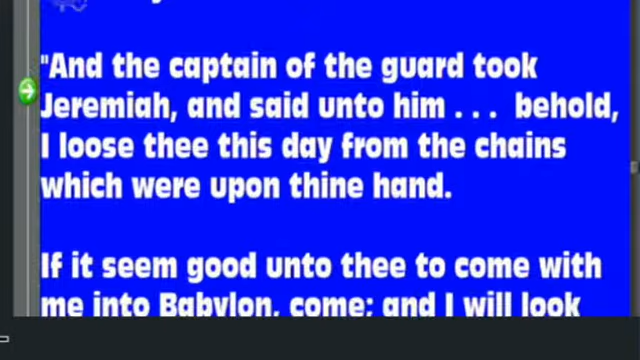 "And the captain of the guard took
Jeremiah, and said unto him . . . behold,
I loose thee this day from the chains
which were upon thine hand.
If it seem good unto thee to come with
me into Babylon, come; and I will look